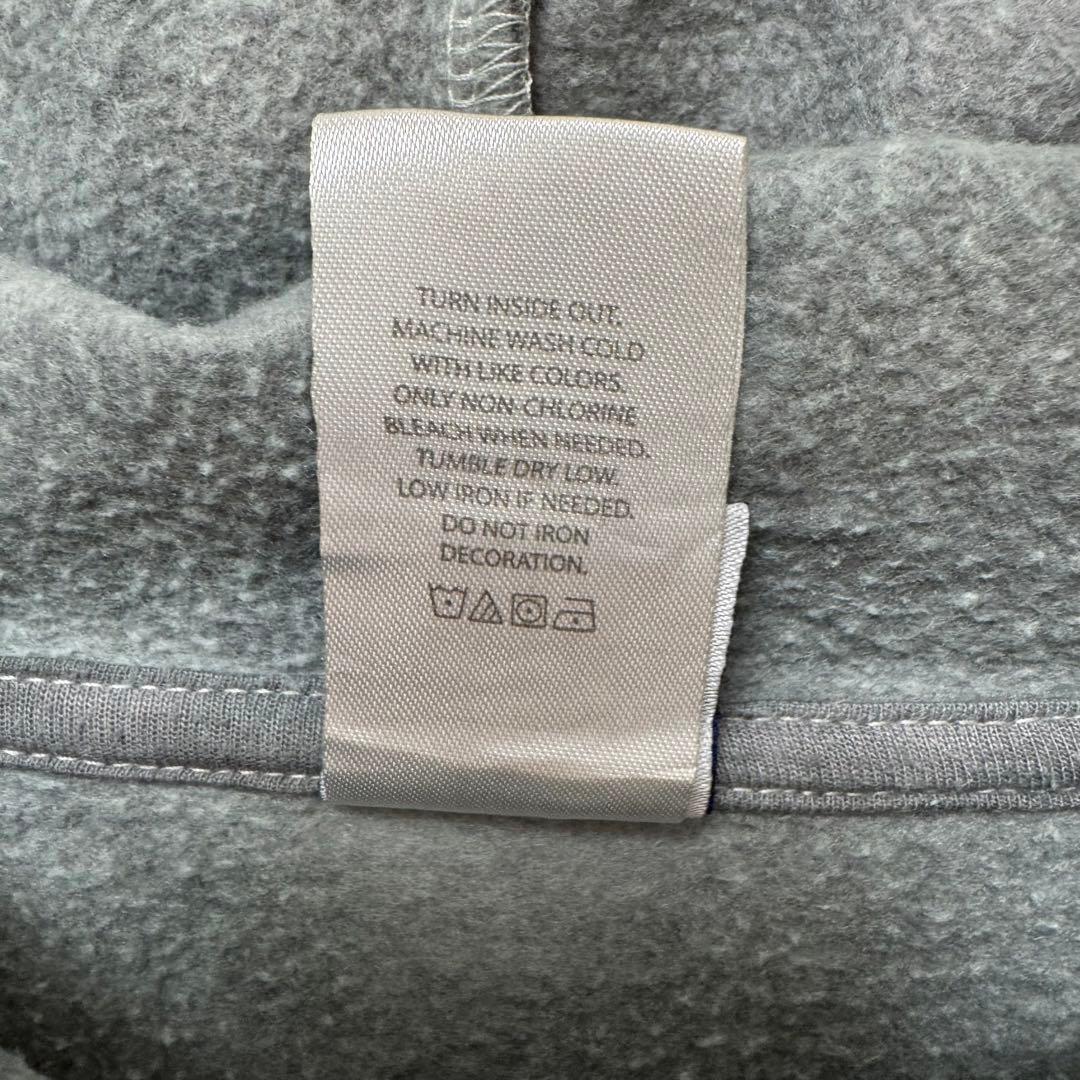 TURN INSIDE OUT.
MACHINE WASH COLD
WITH LIKE COLORS.
ONLY NON-CHLORINE
BLEACH WHEN NEEDED.
TUMBLE DRY LOW.
LOW IRON IF NEEDED.
DO NOT IRON
DECORATION.